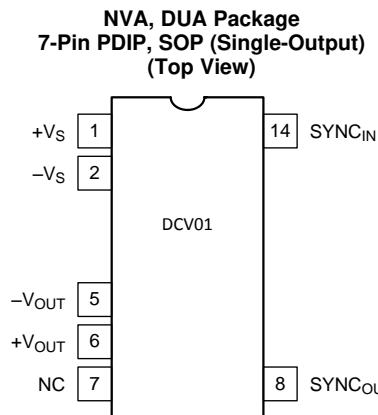 NVA, DUA Package
7-Pin PDIP, SOP (Single-Output)
(Top View)
+VS 1 14 SYNCIN
–VS 2
DCV01
–VOUT 5
+VOUT 6
NC 7 8 SYNCOU